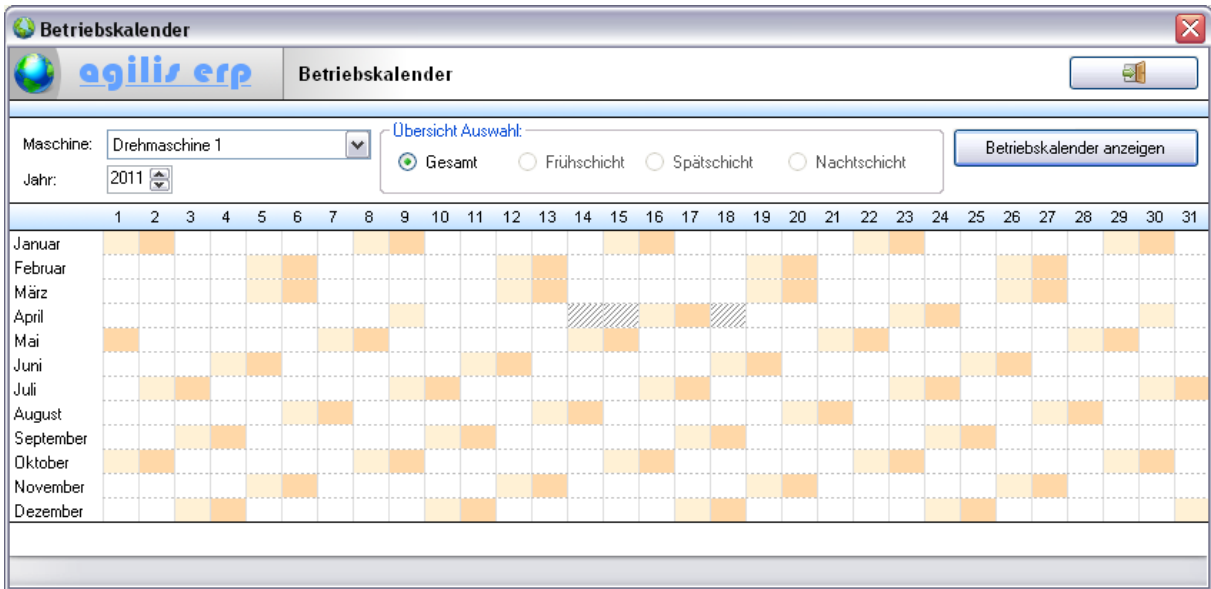 Betriebskalender
agilis erp Betriebskalender
Übersicht Auswahl:
Maschine: Drehmaschine 1 Gesamt Frühschicht Spätschicht Nachtschicht Betriebskalender anzeigen
Jahr: 2011
1 2 3 4 5 6 7 8 9 10 11 12 13 14 15 16 17 18 19 20 21 22 23 24 25 26 27 28 29 30 31
Januar
Februar
März
April
Mai
Juni
Juli
August
September
Oktober
November
Dezember